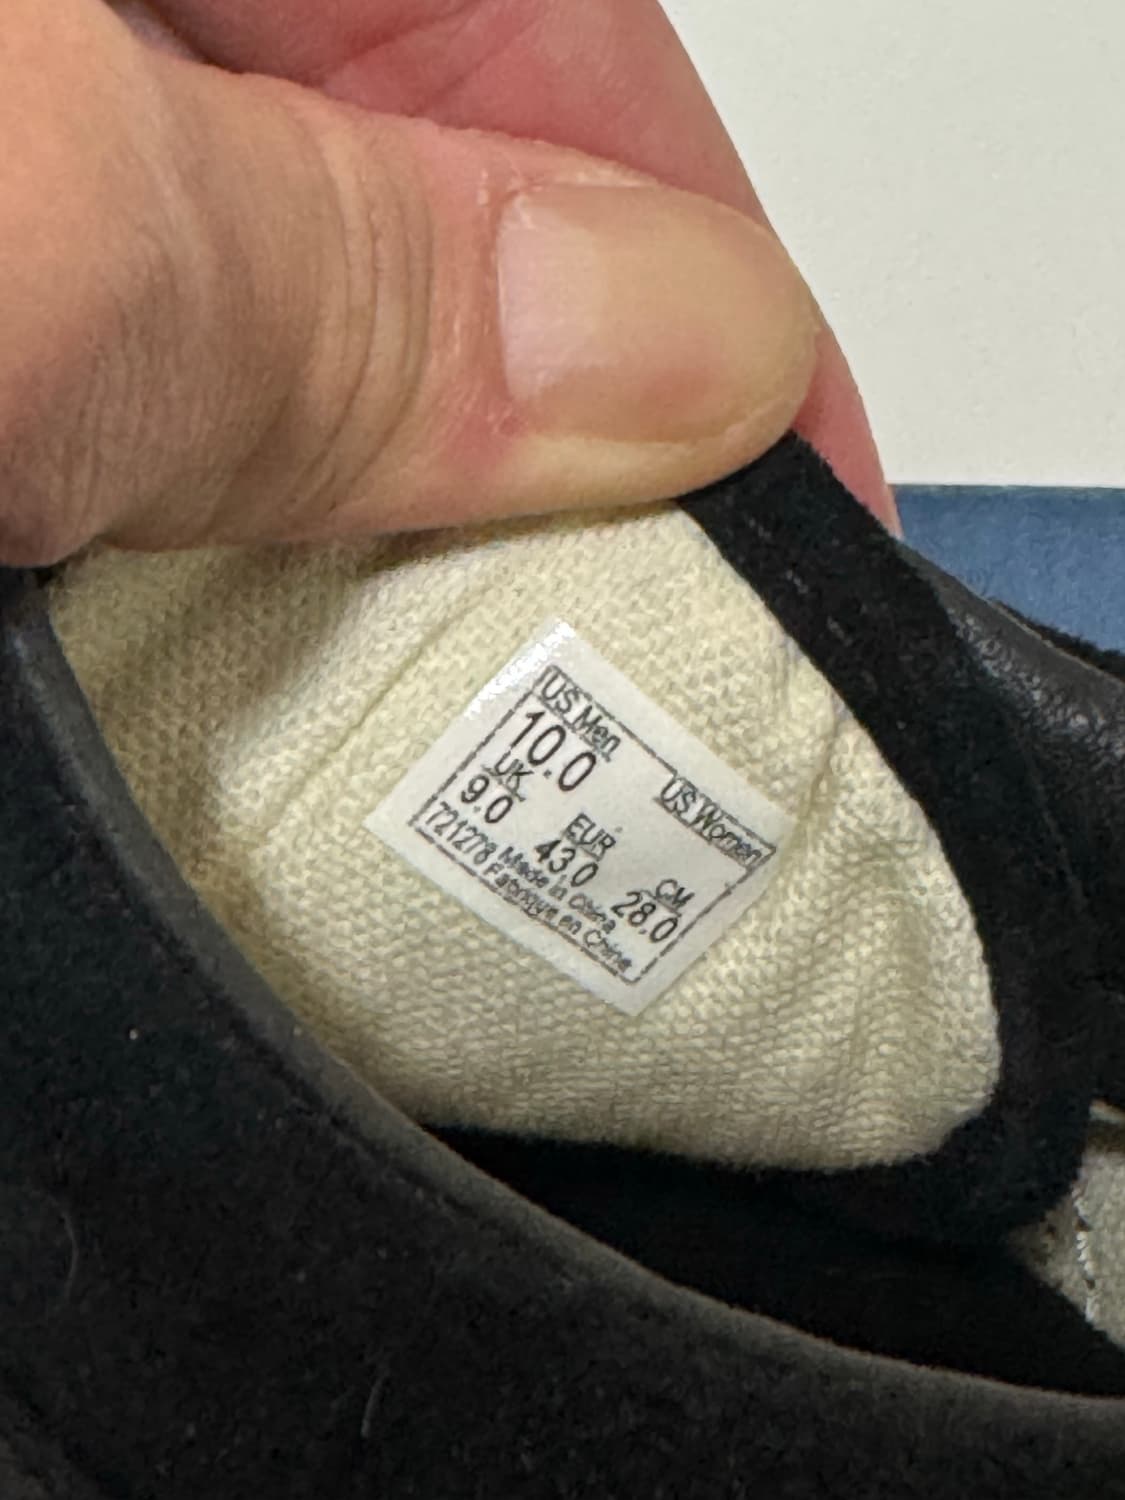 US Men
10.0
US Women
UK
9.0
EUR
43.0
CM
28.0
721278 Made in China
Fabriqué en Chine